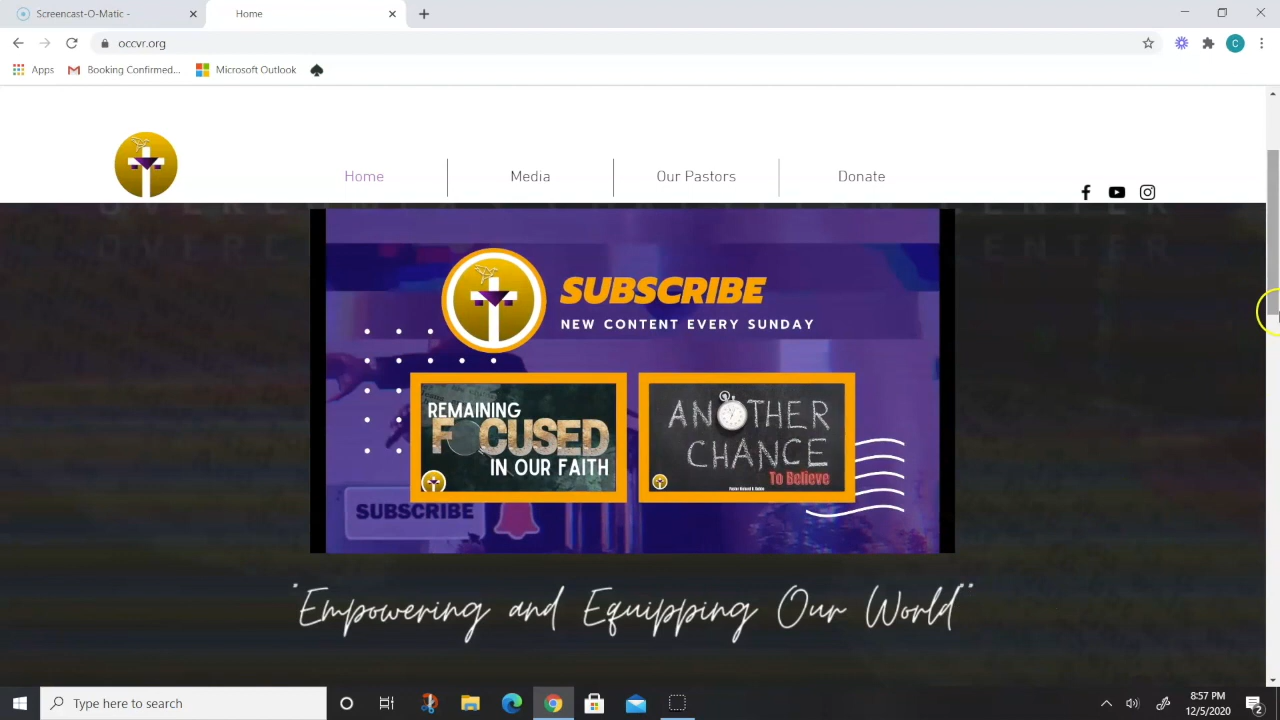 Screencast-O-Matic -
Home
occvr.org
Apps
Booking Confirmed...
Microsoft Outlook
C
Home
Media
Our Pastors
Donate
SUBSCRIBE
NEW CONTENT EVERY SUNDAY
REMAINING
FOCUSED
IN OUR FAITH
ANOTHER
CHANCE
To Believe
SUBSCRIBE
"Empowering and Equipping Our World"
Type here to search
8:57 PM
12/5/2020
2